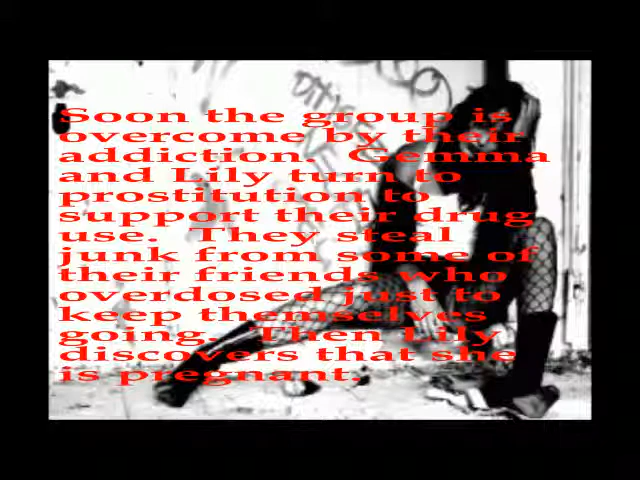 Soon the group is
overcome by their
addiction.  Gemma
and Lily turn to
prostitution to
support their drug
use.  They steal
junk from some of
their friends who
overdosed just to
keep themselves
going.  Then Lily
discovers that she
is pregnant.